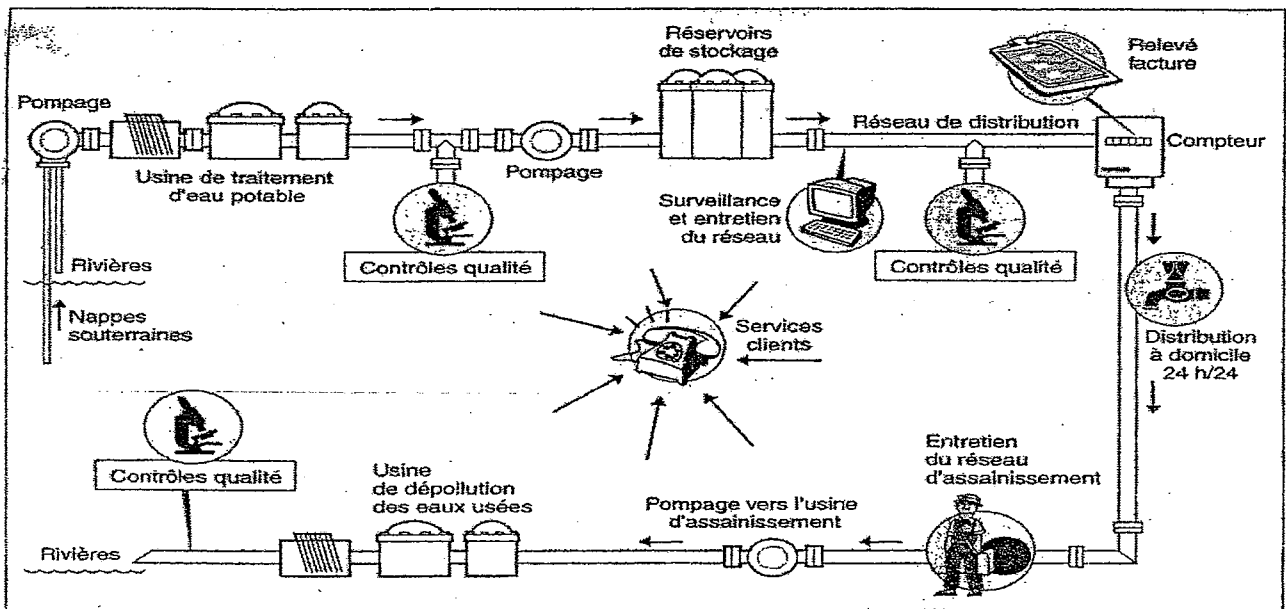 Réservoirs
de stockage
Relevé
facture
Pompage
Réseau de distribution
Compteur
Usine de traitement
d'eau potable
Pompage
Surveillance
et entretien
du réseau
Contrôles qualité
Contrôles qualité
Rivières
Nappes
souterraines
Services
clients
Distribution
à domicile
24 h/24
Contrôles qualité
Usine
de dépollution
des eaux usées
Pompage vers l'usine
d'assainissement
Entretien
du réseau
d'assainissement
Rivières